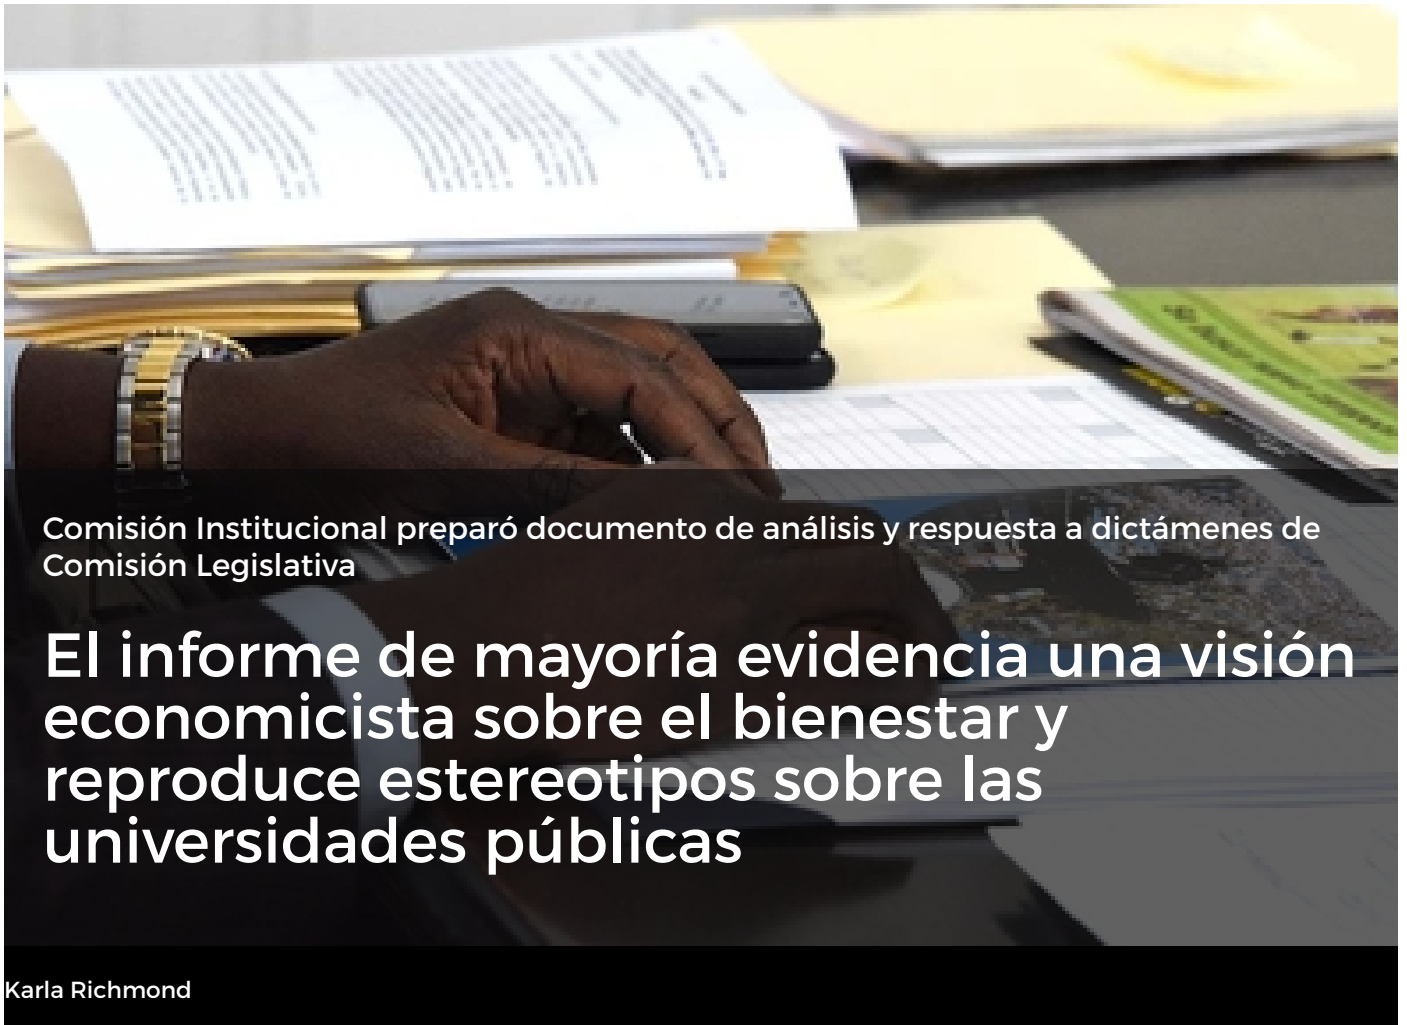 Comisión Institucional preparó documento de análisis y respuesta a dictámenes de
Comisión Legislativa
El informe de mayoría evidencia una visión
economicista sobre el bienestar y
reproduce estereotipos sobre las
universidades públicas
Karla Richmond